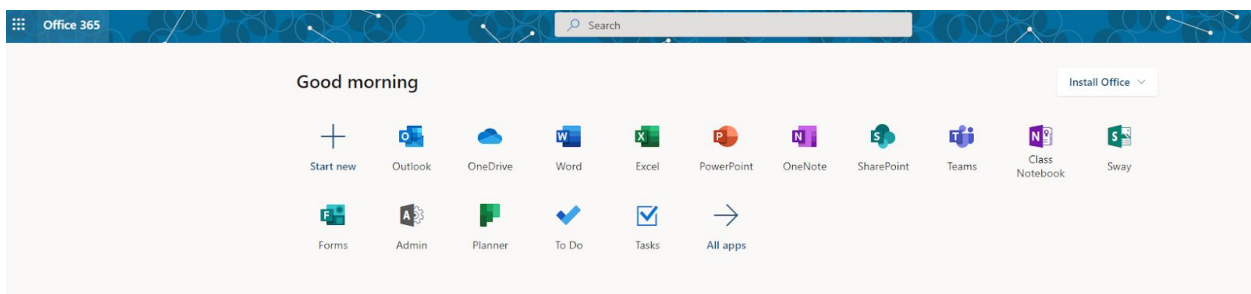 Office 365
Search
Good morning
Install Office
Start new
Outlook
OneDrive
Word
Excel
PowerPoint
OneNote
SharePoint
Teams
Class
Notebook
Sway
Forms
Admin
Planner
To Do
Tasks
All apps